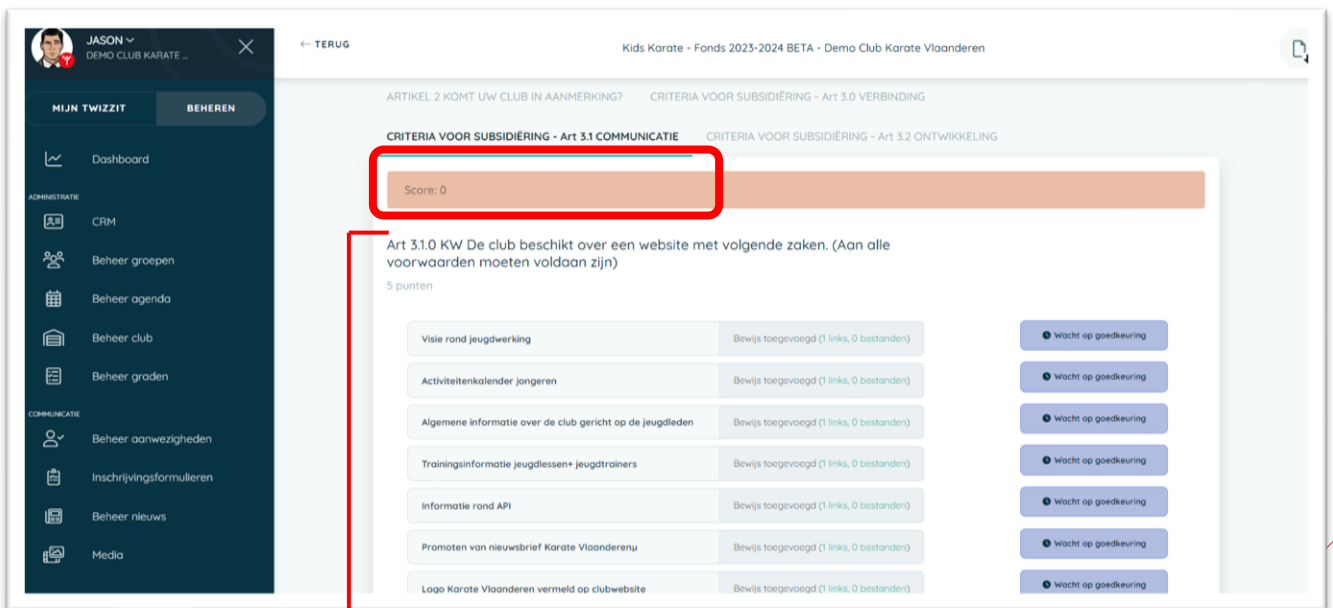 JASON
DEMO CLUB KARATE ...
← TERUG
Kids Karate - Fonds 2023-2024 BETA - Demo Club Karate Vlaanderen
MIJN TWIZZIT
BEHEREN
Dashboard
ADMINISTRATIE
CRM
Beheer groepen
Beheer agenda
Beheer club
Beheer graden
COMMUNICATIE
Beheer aanwezigheden
Inschrijvingsformulieren
Beheer nieuws
Media
ARTIKEL 2 KOMT UW CLUB IN AANMERKING? CRITERIA VOOR SUBSIDIËRING - Art 3.0 VERBINDING
CRITERIA VOOR SUBSIDIËRING - Art 3.1 COMMUNICATIE CRITERIA VOOR SUBSIDIËRING - Art 3.2 ONTWIKKELING
Score: 0
Art 3.1.0 KW De club beschikt over een website met volgende zaken. (Aan alle
voorwaarden moeten voldaan zijn)
5 punten
Visie rond jeugdwerking Bewijs toegevoegd (1 links, 0 bestanden) Wacht op goedkeuring
Activiteitenkalender jongeren Bewijs toegevoegd (1 links, 0 bestanden) Wacht op goedkeuring
Algemene informatie over de club gericht op de jeugdleden Bewijs toegevoegd (1 links, 0 bestanden) Wacht op goedkeuring
Trainingsinformatie jeugdlessen+ jeugdtrainers Bewijs toegevoegd (1 links, 0 bestanden) Wacht op goedkeuring
Informatie rond API Bewijs toegevoegd (1 links, 0 bestanden) Wacht op goedkeuring
Promoten van nieuwsbrief Karate Vlaanderenµ Bewijs toegevoegd (1 links, 0 bestanden) Wacht op goedkeuring
Logo Karate Vlaanderen vermeld op clubwebsite Bewijs toegevoegd (1 links, 0 bestanden) Wacht op goedkeuring